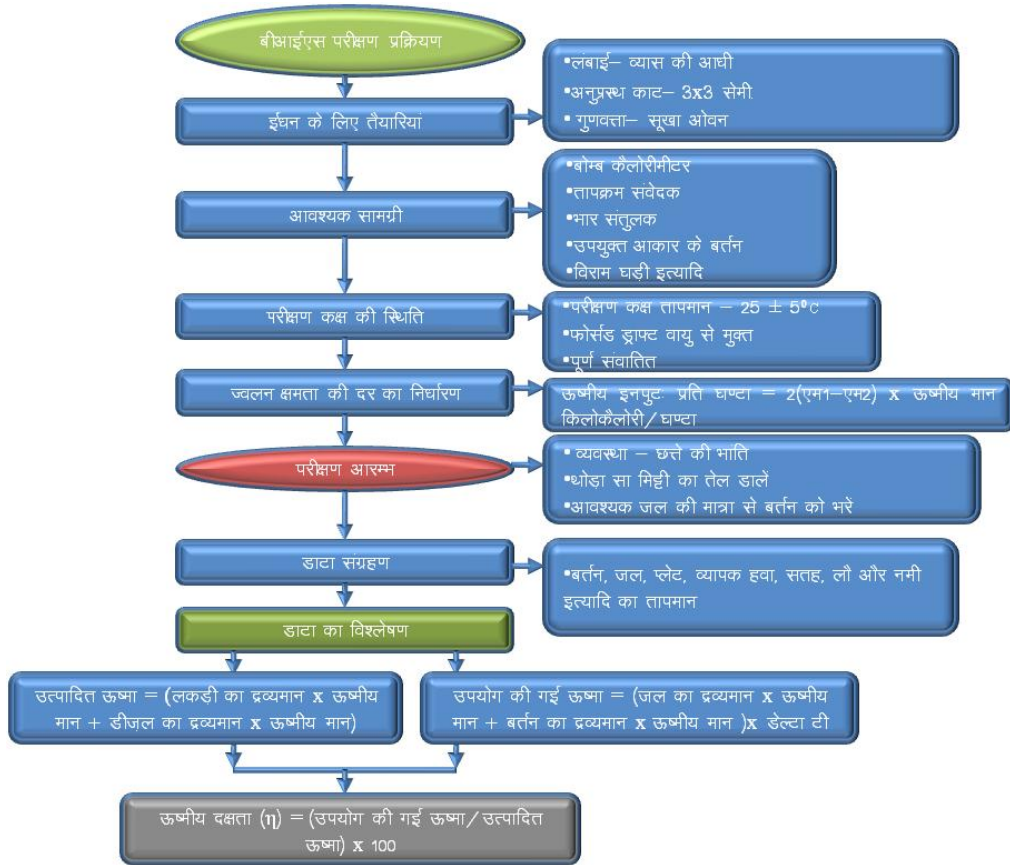 बीआईएस परीक्षण प्रक्रियण
ईंघन के लिए तैयारियां
•लंबाई– व्यास की आघी
•अनुप्रस्थ काट– 3x3 सेमी
• गुणवत्ता– सूखा ओवन
आवश्यक सामग्री
•बोम्ब कैलोरीमीटर
•तापक्रम संवेदक
•भार संतुलक
•उपयुक्त आकार के बर्तन
•विराम घड़ी इत्यादि
परीक्षण कक्ष की स्थिति
•परीक्षण कक्ष तापमान – 25 ± 5⁰C
•फोर्सड ड्राफ्ट वायु से मुक्त
•पूर्ण संवातित
ज्वलन क्षमता की दर का निर्धारण
ऊष्मीय इनपुटः प्रति घण्टा = 2(एम1–एम2) x ऊष्मीय मान
किलोकैलोरी/घण्टा
परीक्षण आरम्भ
• व्यवस्था – छत्ते की भांति
•थोड़ा सा मिट्टी का तेल डालें
•आवश्यक जल की मात्रा से बर्तन को भरें
डाटा संग्रहण
•बर्तन, जल, प्लेट, व्यापक हवा, सतह, लौ और नमी
इत्यादि का तापमान
डाटा का विश्लेषण
उत्पादित ऊष्मा = (लकड़ी का द्रव्यमान x ऊष्मीय
मान + डीज़ल का द्रव्यमान x ऊष्मीय मान)
उपयोग की गई ऊष्मा = (जल का द्रव्यमान x ऊष्मीय
मान + बर्तन का द्रव्यमान x ऊष्मीय मान )x डेल्टा टी
ऊष्मीय दक्षता (η) = (उपयोग की गई ऊष्मा/उत्पादित
ऊष्मा) x 100